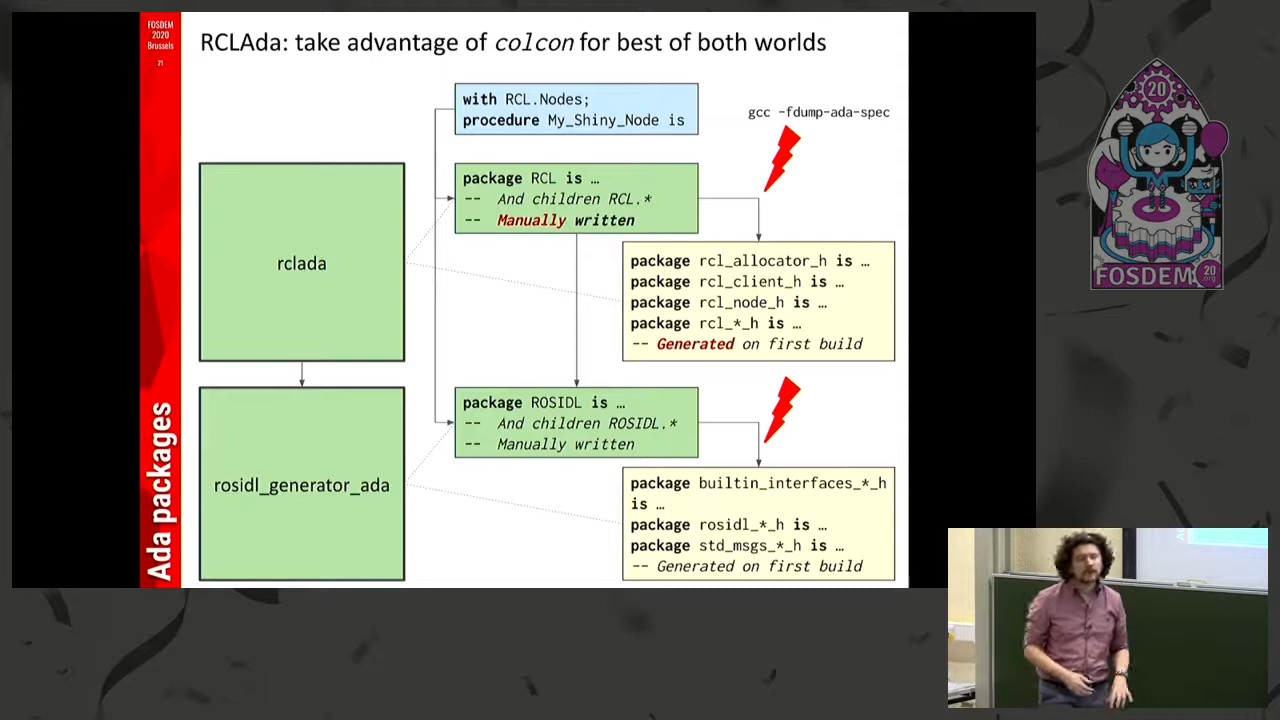 FOSDEM
2020
Brussels
21
RCLAda: take advantage of colcon for best of both worlds
with RCL.Nodes;
procedure My_Shiny_Node is
gcc -fdump-ada-spec
package RCL is …
-- And children RCL.*
-- Manually written
rclada
package rcl_allocator_h is …
package rcl_client_h is …
package rcl_node_h is …
package rcl_*_h is …
-- Generated on first build
package ROSIDL is …
-- And children ROSIDL.*
-- Manually written
rosidl_generator_ada
package builtin_interfaces_*_h
is …
package rosidl_*_h is …
package std_msgs_*_h is …
-- Generated on first build
Ada packages
20
FOSDEM
20
.org